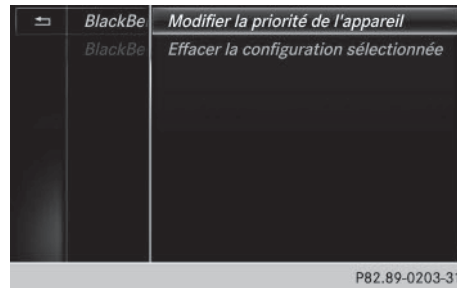 BlackBe Modifier la priorité de l'appareil
BlackBe Effacer la configuration sélectionnée
P82.89-0203-31